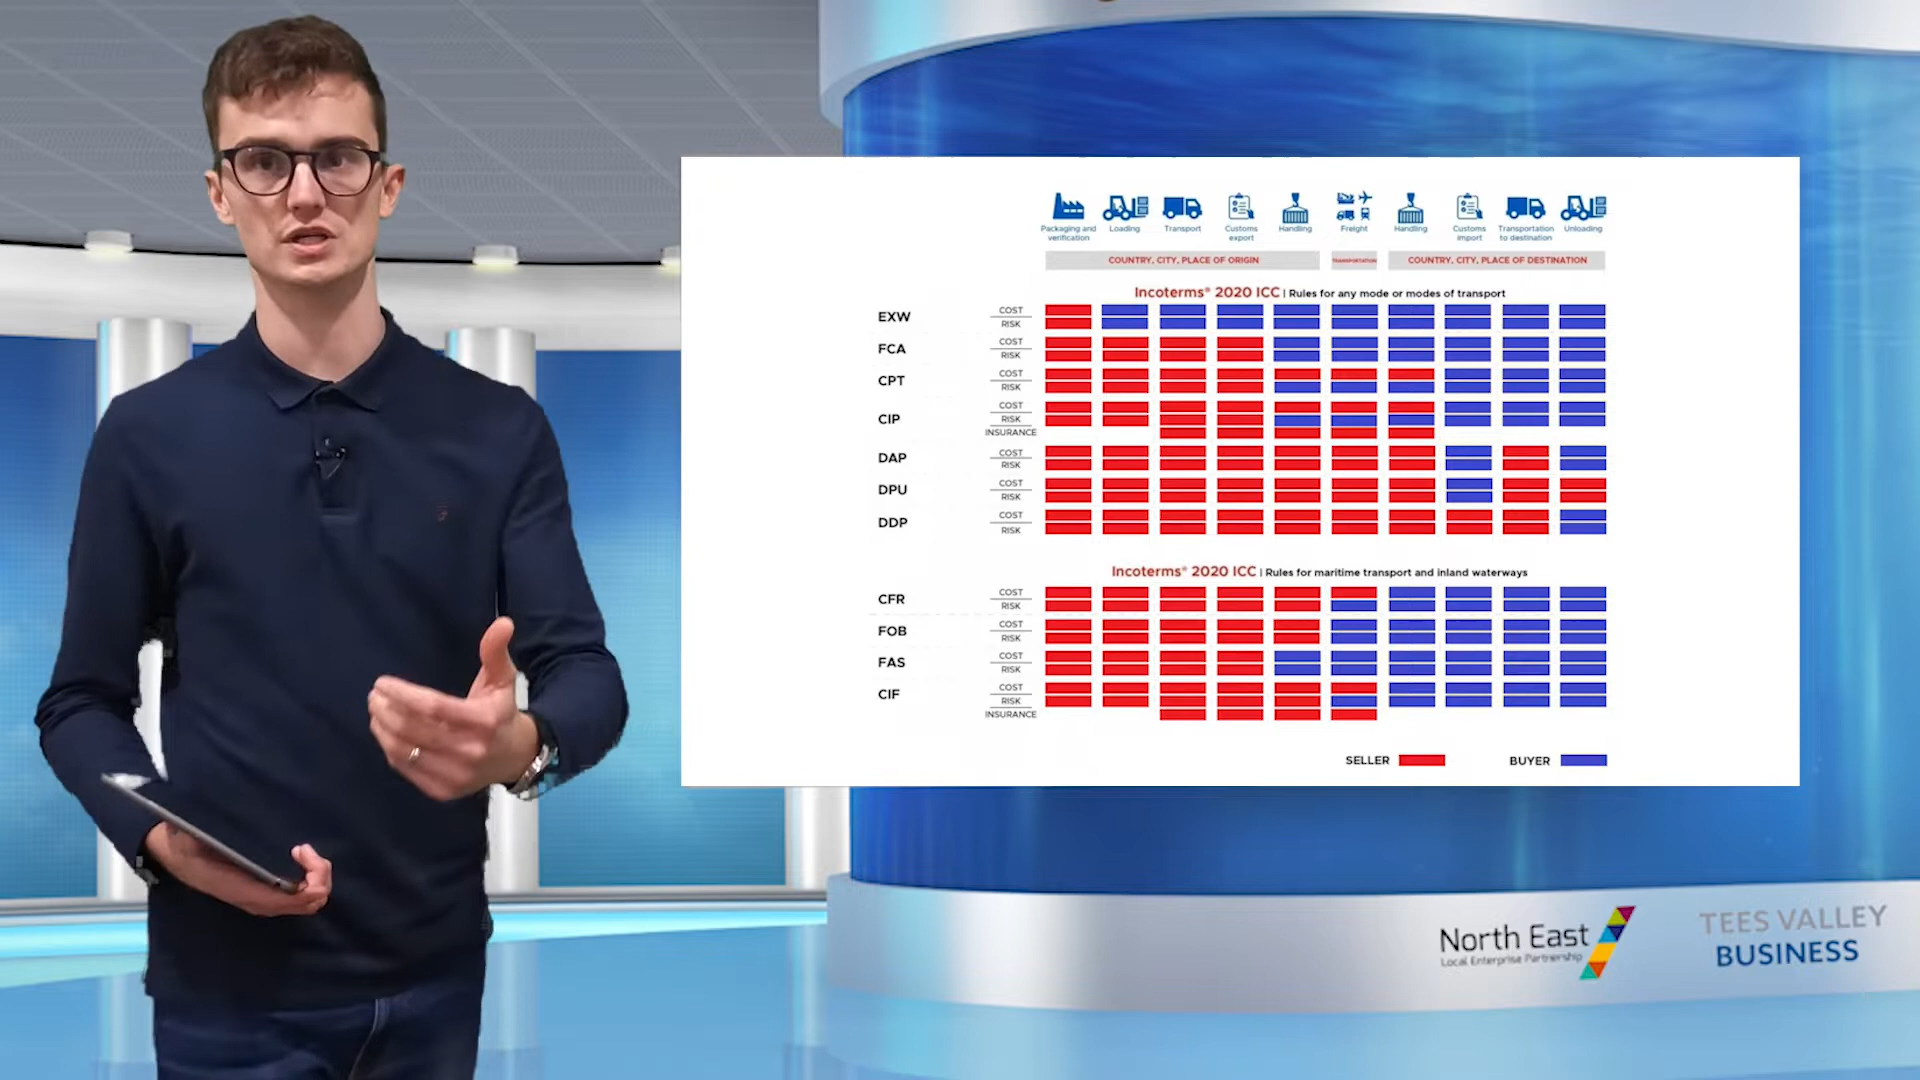 Packaging and
verification
Loading
Transport
Customs
export
Handling
Freight
Handling
Customs
import
Transportation
to destination
Unloading
COUNTRY, CITY, PLACE OF ORIGIN
TRANSPORTATION
COUNTRY, CITY, PLACE OF DESTINATION
Incoterms® 2020 ICC | Rules for any mode or modes of transport
EXW
COST
RISK
FCA
COST
RISK
CPT
COST
RISK
CIP
COST
RISK
INSURANCE
DAP
COST
RISK
DPU
COST
RISK
DDP
COST
RISK
Incoterms® 2020 ICC | Rules for maritime transport and inland waterways
CFR
COST
RISK
FOB
COST
RISK
FAS
COST
RISK
CIF
COST
RISK
INSURANCE
SELLER
BUYER
North East
Local Enterprise Partnership
TEES VALLEY
BUSINESS